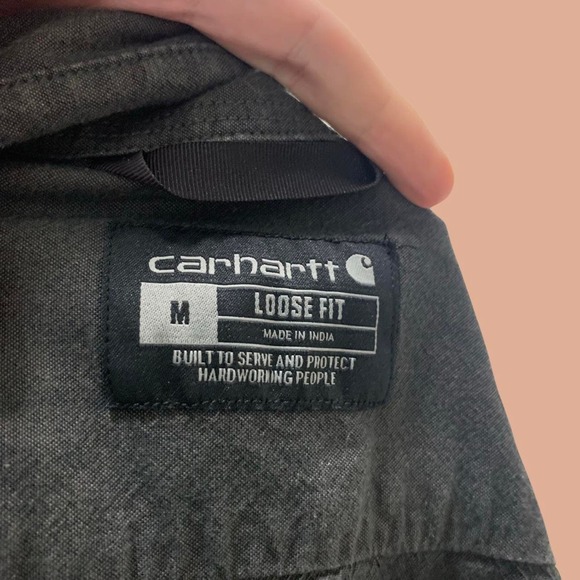 carhartt
M
LOOSE FIT
MADE IN INDIA
BUILT TO SERVE AND PROTECT
HARDWORKING PEOPLE